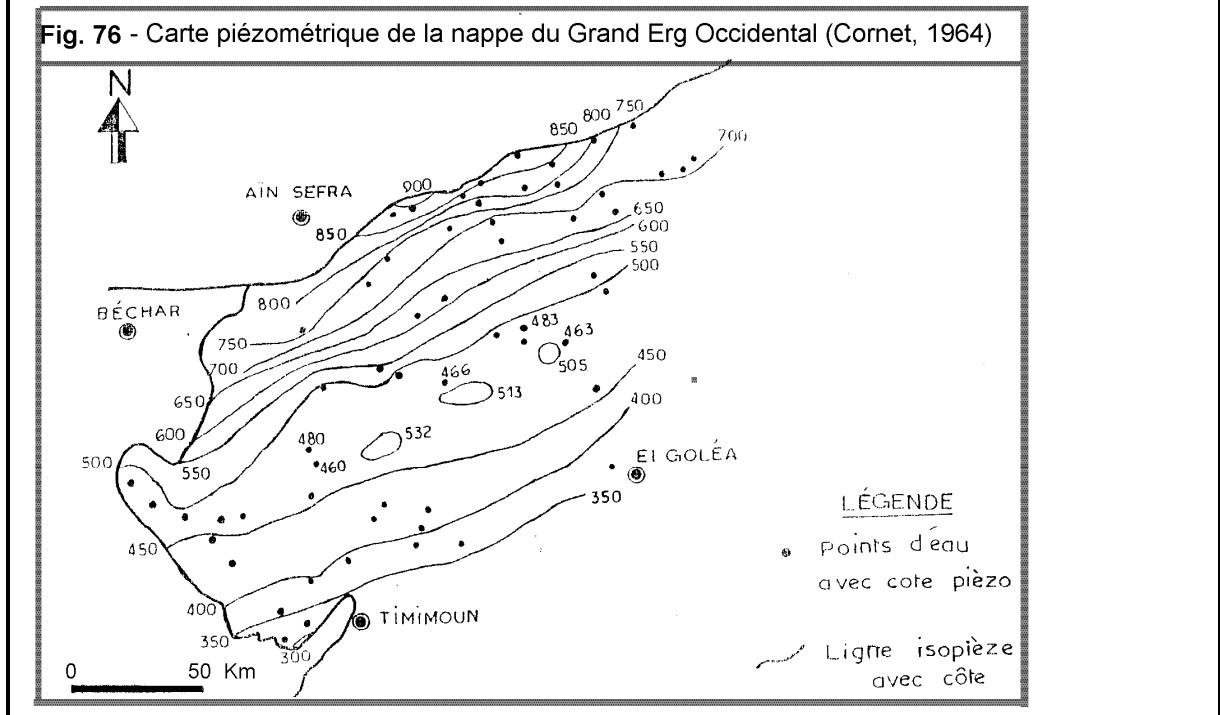 Fig. 76 - Carte piézométrique de la nappe du Grand Erg Occidental (Cornet, 1964)
N
750
800
850
700
AÏN SEFRA
900
850
650
600
550
500
800
BÉCHAR
483
463
750
505
450
700
466
513
650
400
600
480
532
EI GOLÉA
500
550
460
350
LÉGENDE
450
Points d'éau
avec cote pièzo
400
TIMIMOUN
350
300
Ligne isopièze
avec côte
0 50 Km